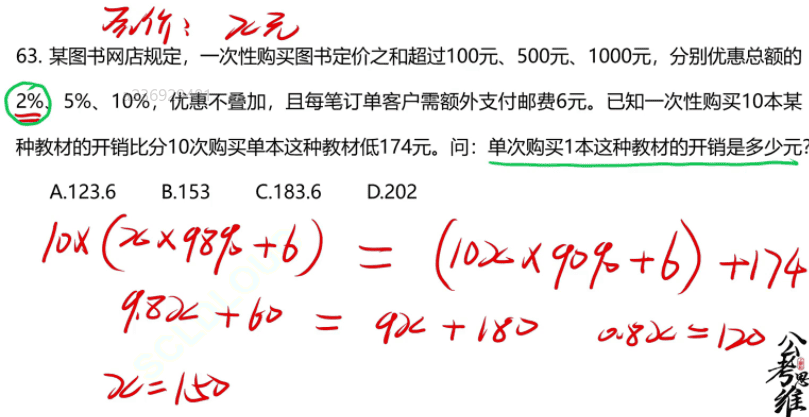 原价：x元
63. 某图书网店规定，一次性购买图书定价之和超过100元、500元、1000元，分别优惠总额的
2%、5%、10%，优惠不叠加，且每笔订单客户需额外支付邮费6元。已知一次性购买10本某
种教材的开销比分10次购买单本这种教材低174元。问：单次购买1本这种教材的开销是多少元?
A.123.6 B.153 C.183.6 D.202
10×(x×98%+6) = (10x×90%+6)+174
9.8x+60 = 9x+180 0.8x=120
x=150
公考思维